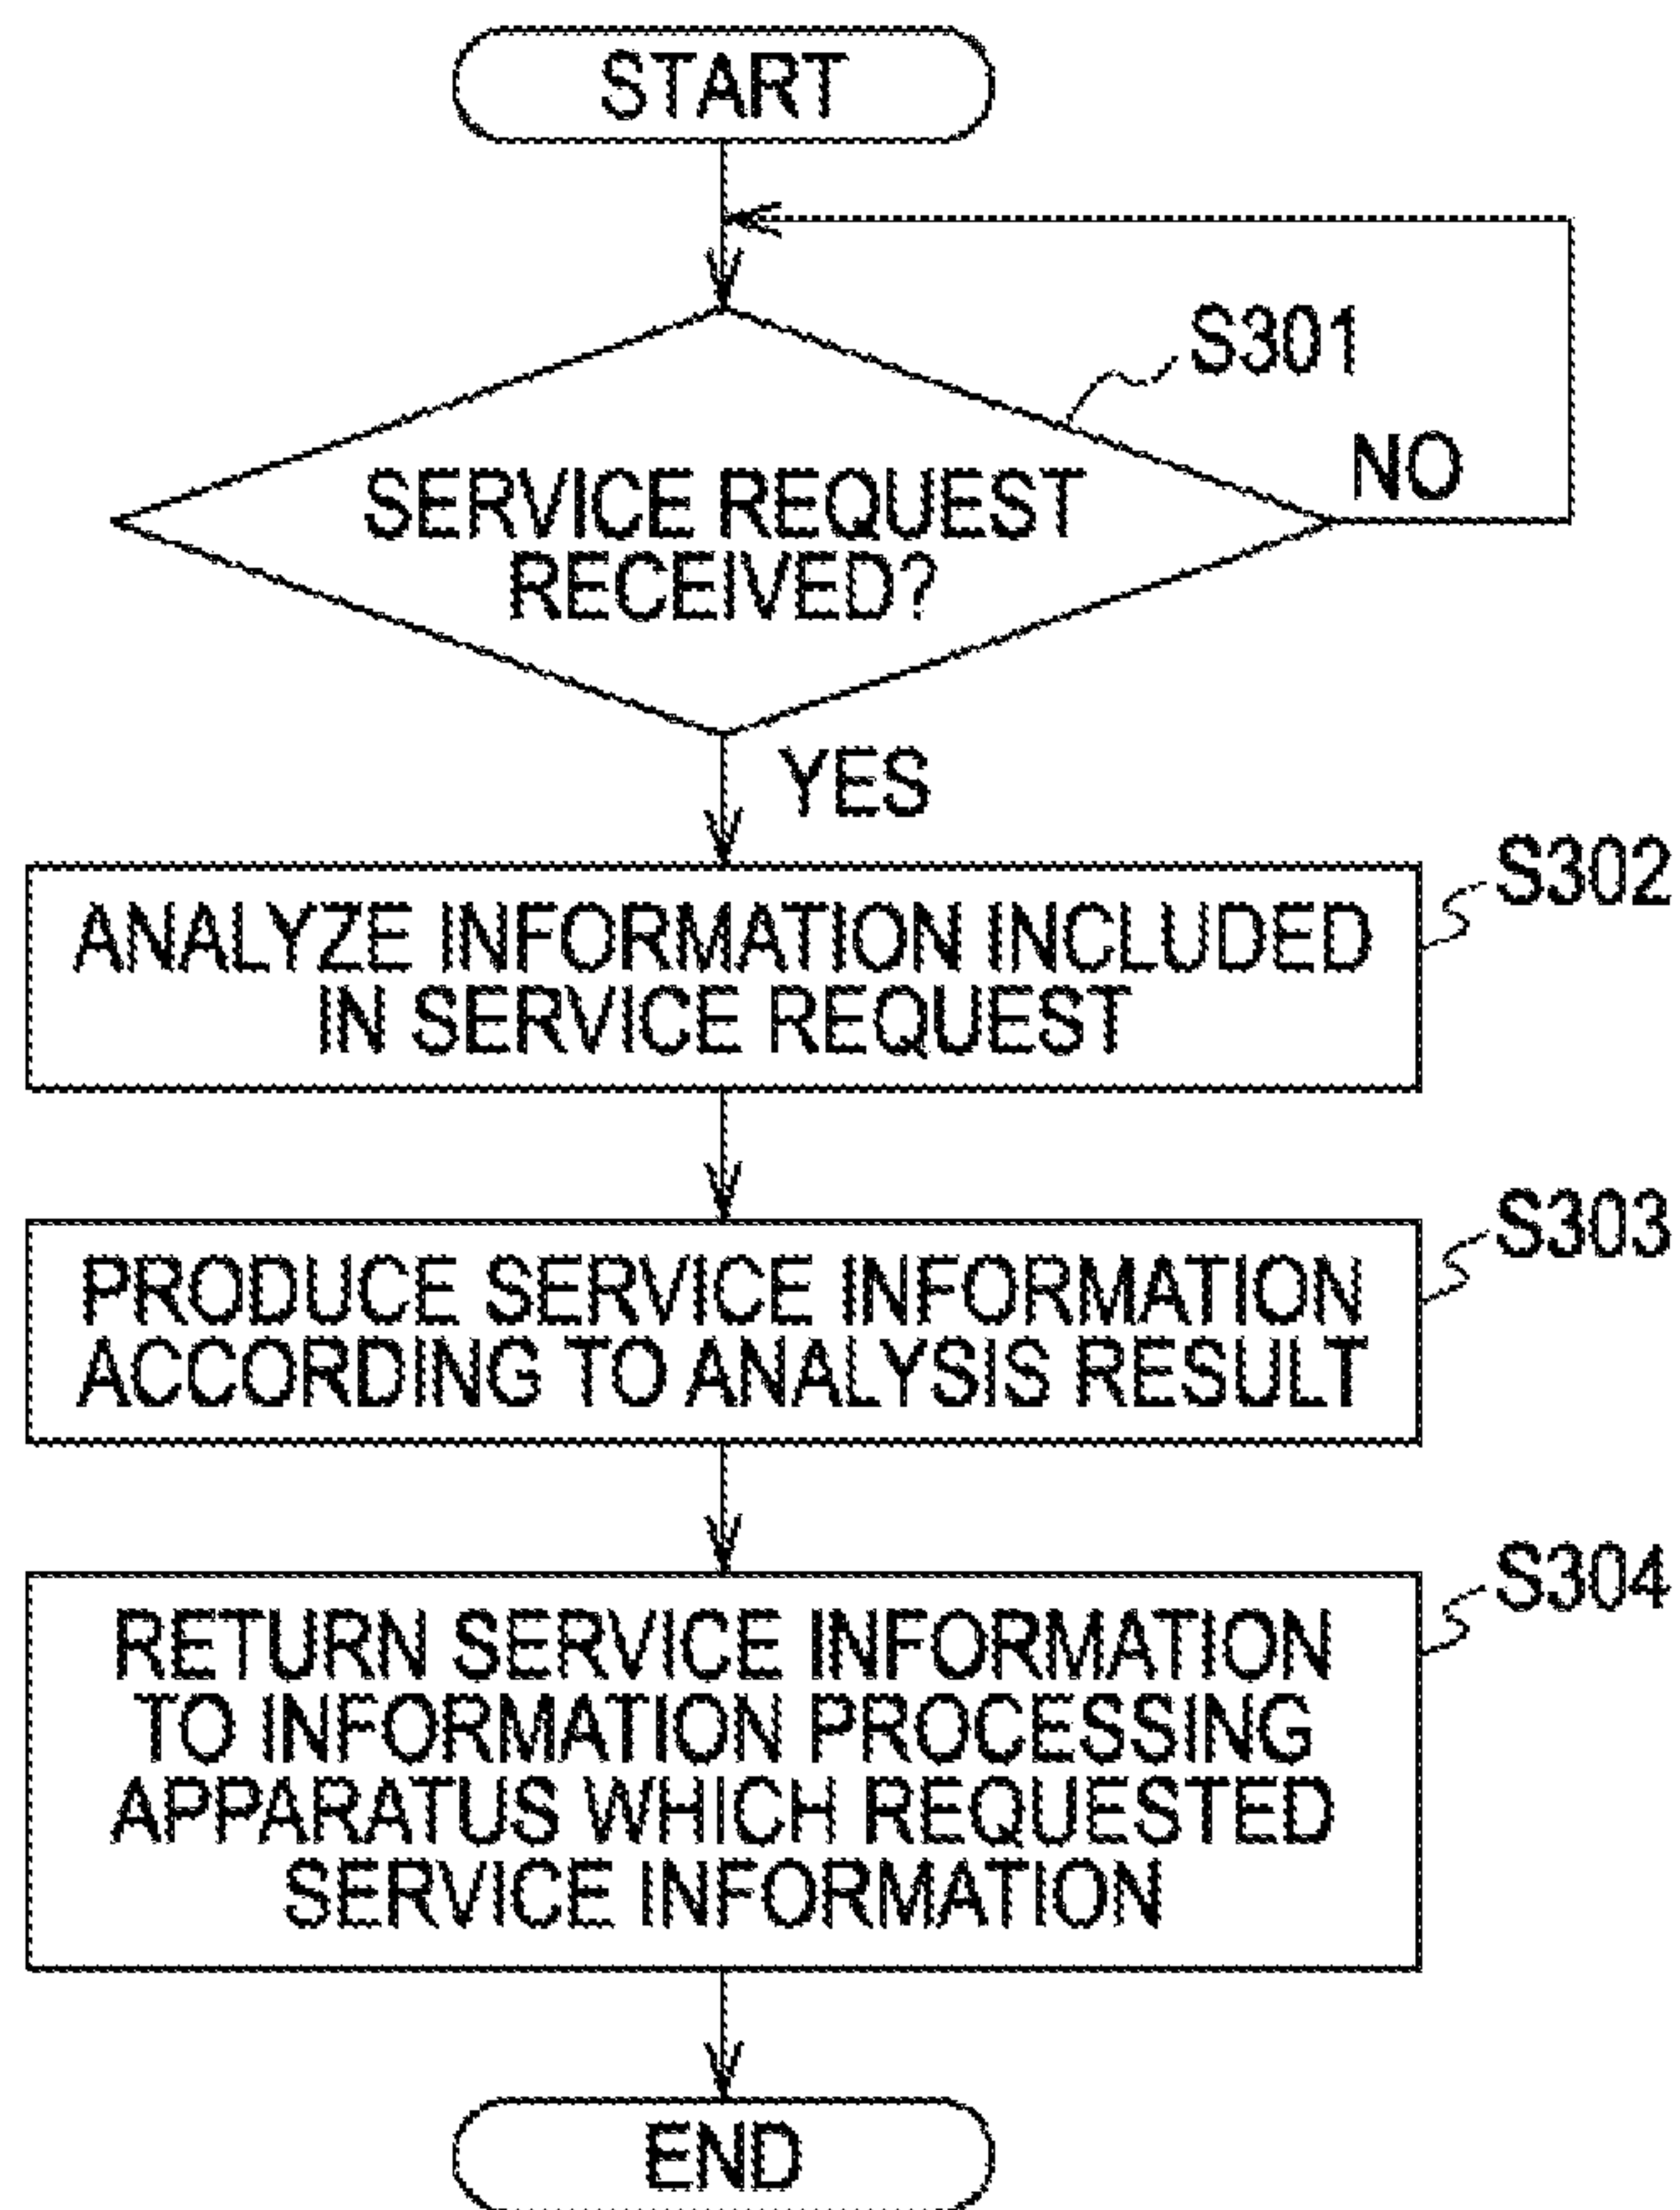 START
S301
NO
SERVICE REQUEST
RECEIVED?
YES
S302
ANALYZE INFORMATION INCLUDED
IN SERVICE REQUEST
S303
PRODUCE SERVICE INFORMATION
ACCORDING TO ANALYSIS RESULT
S304
RETURN SERVICE INFORMATION
TO INFORMATION PROCESSING
APPARATUS WHICH REQUESTED
SERVICE INFORMATION
END